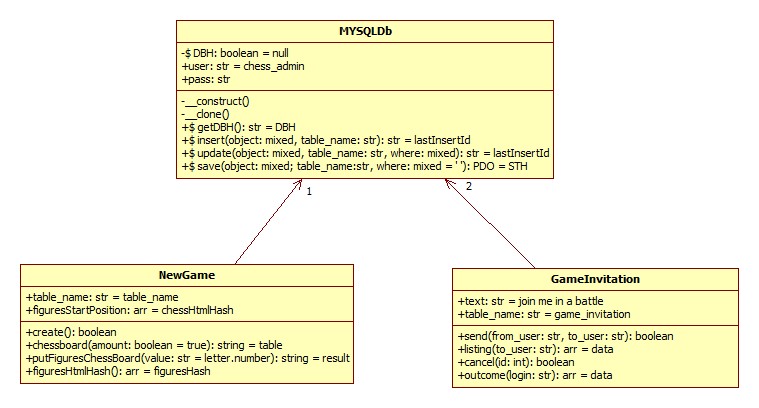 MYSQLDb
-$ DBH: boolean = null
+user: str = chess_admin
+pass: str
-__construct()
-__clone()
+$ getDBH(): str = DBH
+$ insert(object: mixed, table_name: str): str = lastInsertId
+$ update(object: mixed, table_name: str, where: mixed): str = lastInsertId
+$ save(object: mixed; table_name:str, where: mixed = ' '): PDO = STH
1
2
NewGame
+table_name: str = table_name
+figuresStartPosition: arr = chessHtmlHash
+create(): boolean
+chessboard(amount: boolean = true): string = table
+putFiguresChessBoard(value: str = letter.number): string = result
+figuresHtmlHash(): arr = figuresHash
GameInvitation
+text: str = join me in a battle
+table_name: str = game_invitation
+send(from_user: str, to_user: str): boolean
+listing(to_user: str): arr = data
+cancel(id: int): boolean
+outcome(login: str): arr = data